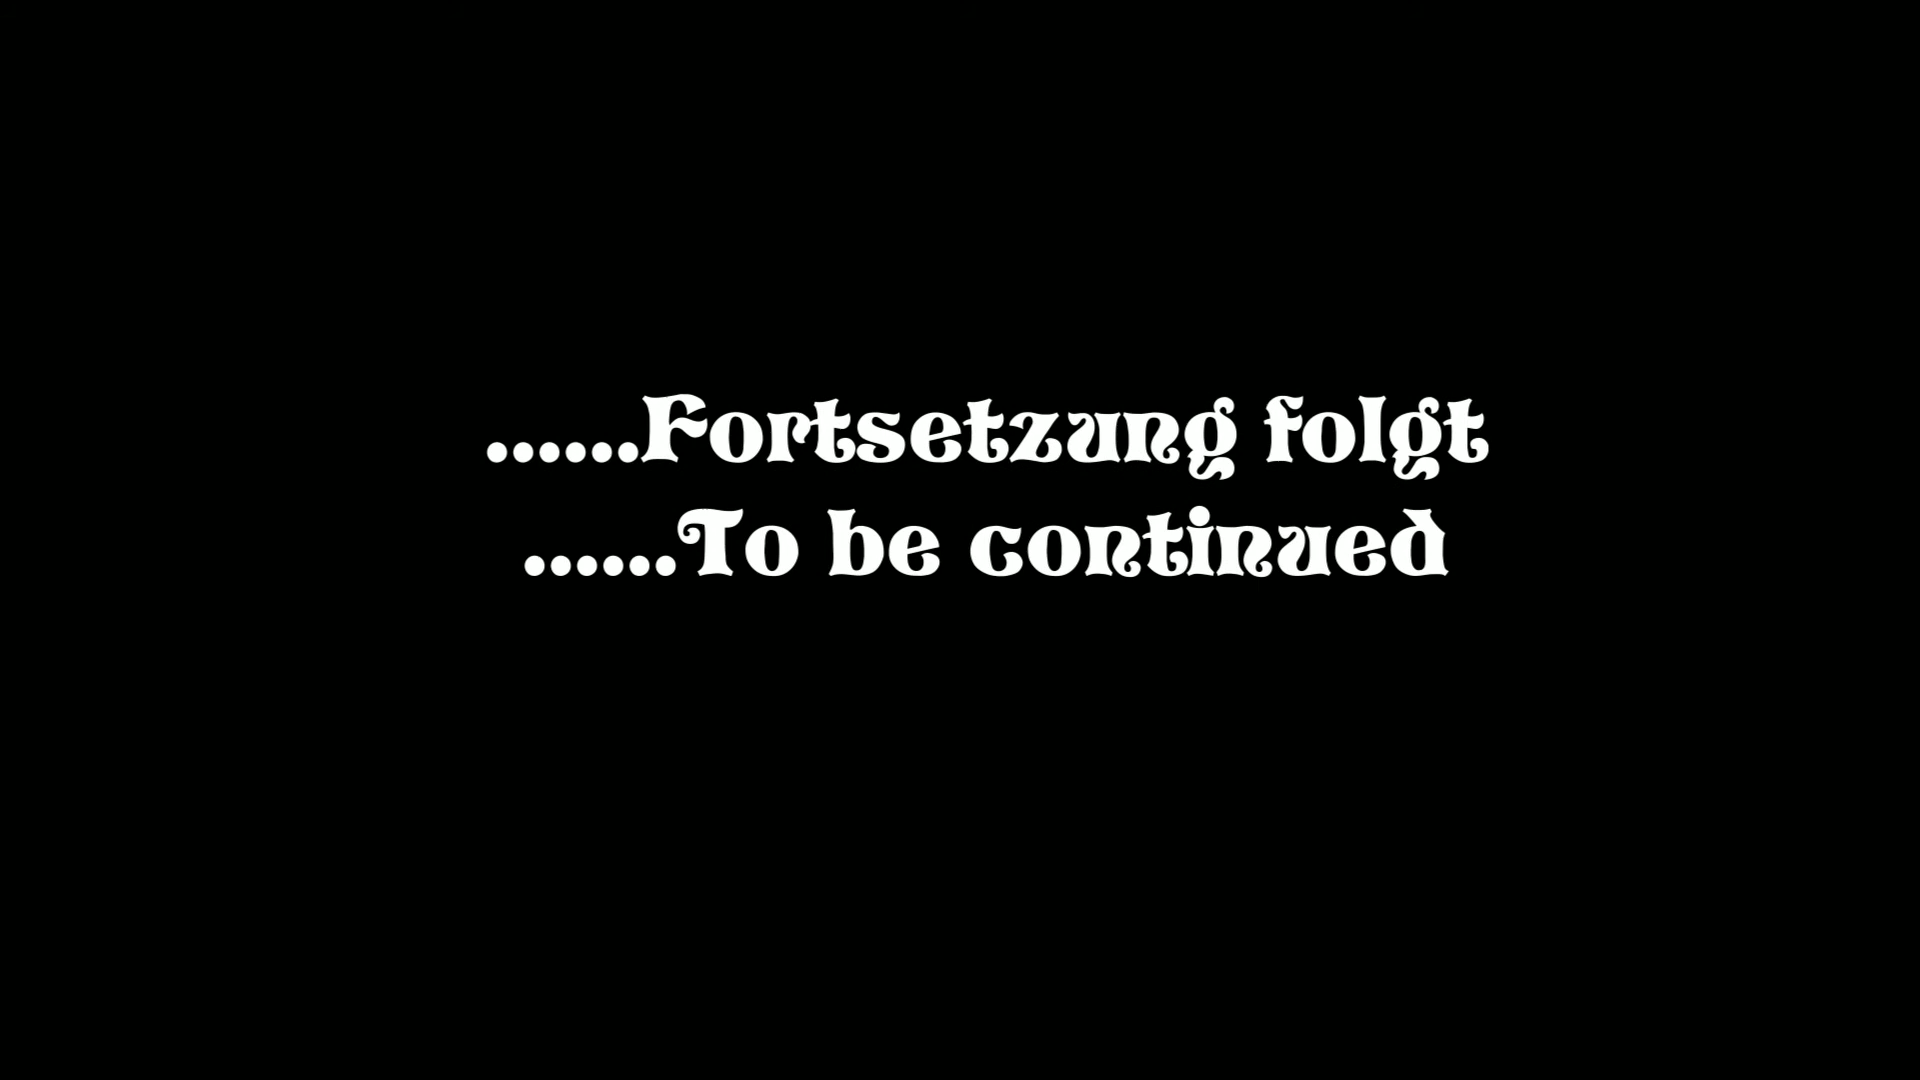 ......Fortsetzung folgt
......To be continued